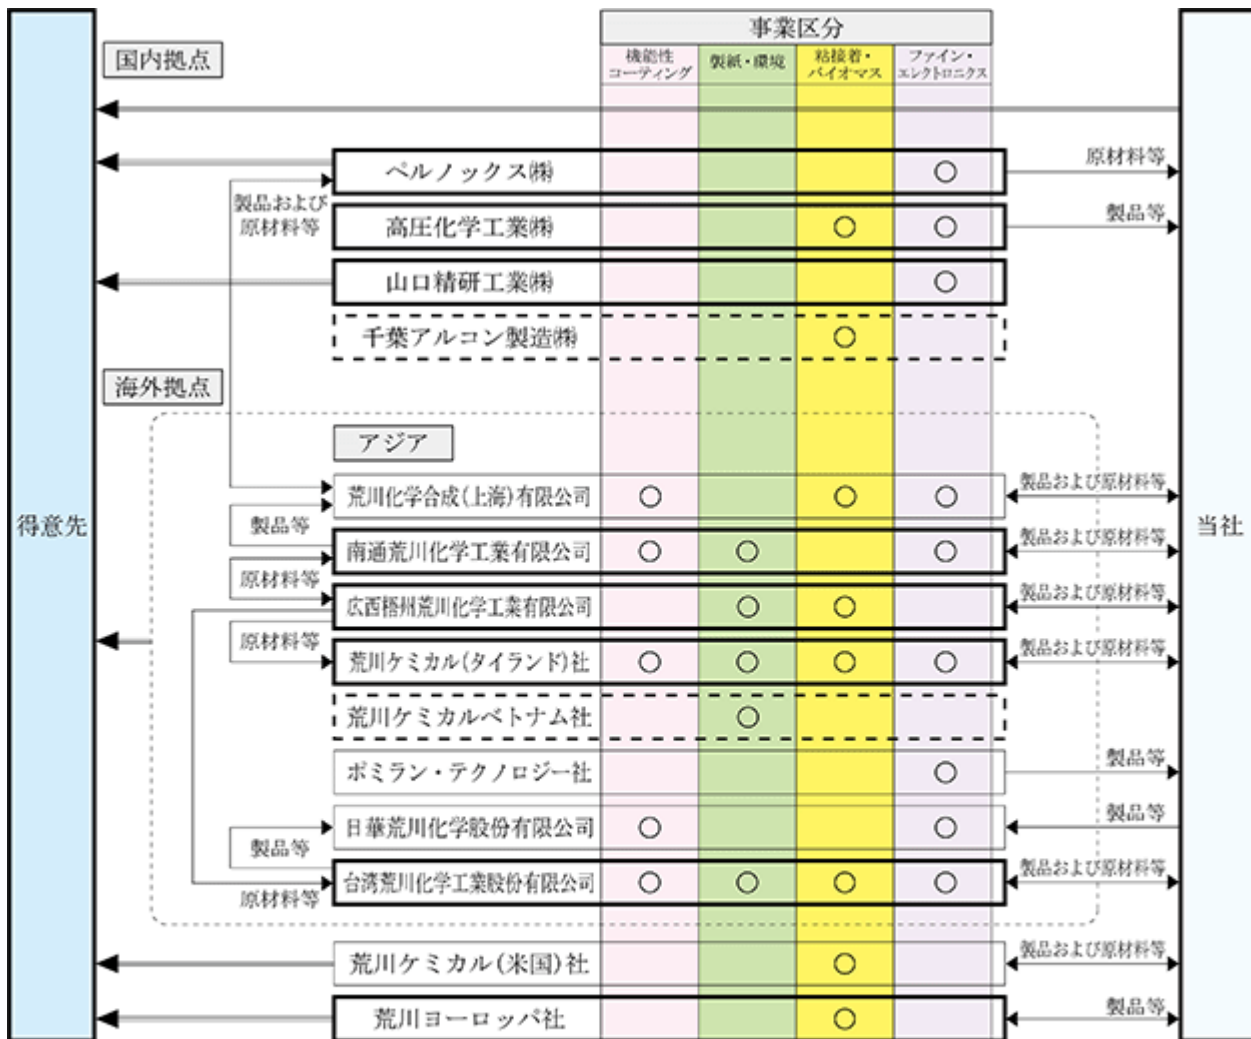 事業区分
機能性
コーティング
製紙・環境
粘接着・
バイオマス
ファイン・
エレクトロニクス
国内拠点
ペルノックス㈱
原材料等
製品および
原材料等
高圧化学工業㈱
製品等
山口精研工業㈱
千葉アルコン製造㈱
海外拠点
アジア
荒川化学合成(上海)有限公司
製品および原材料等
得意先
当社
製品等
南通荒川化学工業有限公司
製品および原材料等
原材料等
広西梧州荒川化学工業有限公司
製品および原材料等
原材料等
荒川ケミカル(タイランド)社
製品および原材料等
荒川ケミカルベトナム社
ポミラン・テクノロジー社
製品等
日華荒川化学股份有限公司
製品等
製品等
台湾荒川化学工業股份有限公司
製品および原材料等
原材料等
荒川ケミカル(米国)社
製品および原材料等
荒川ヨーロッパ社
製品等